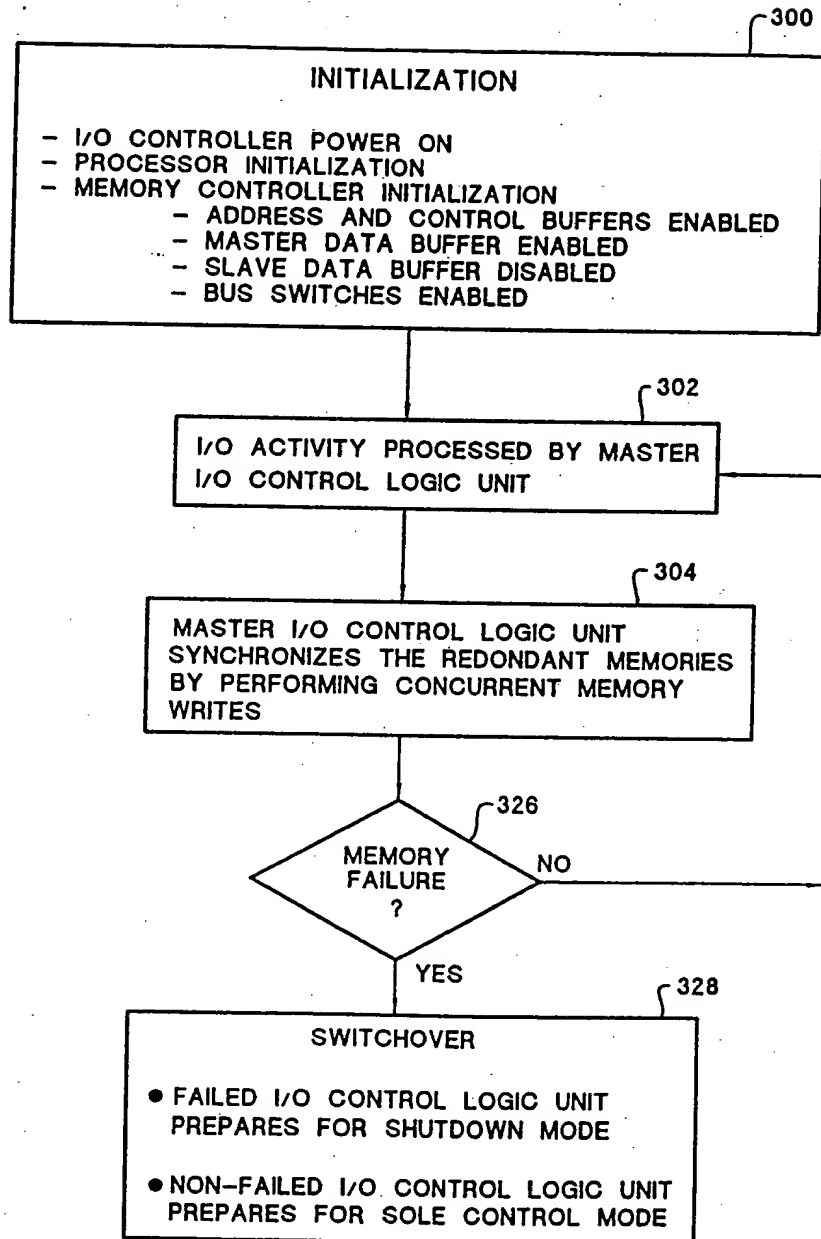 300
INITIALIZATION
– I/O CONTROLLER POWER ON
– PROCESSOR INITIALIZATION
– MEMORY CONTROLLER INITIALIZATION
– ADDRESS AND CONTROL BUFFERS ENABLED
– MASTER DATA BUFFER ENABLED
– SLAVE DATA BUFFER DISABLED
– BUS SWITCHES ENABLED
302
I/O ACTIVITY PROCESSED BY MASTER
I/O CONTROL LOGIC UNIT
304
MASTER I/O CONTROL LOGIC UNIT
SYNCHRONIZES THE REDONDANT MEMORIES
BY PERFORMING CONCURRENT MEMORY
WRITES
326
MEMORY
FAILURE
?
NO
YES
328
SWITCHOVER
● FAILED I/O CONTROL LOGIC UNIT
PREPARES FOR SHUTDOWN MODE
● NON–FAILED I/O CONTROL LOGIC UNIT
PREPARES FOR SOLE CONTROL MODE